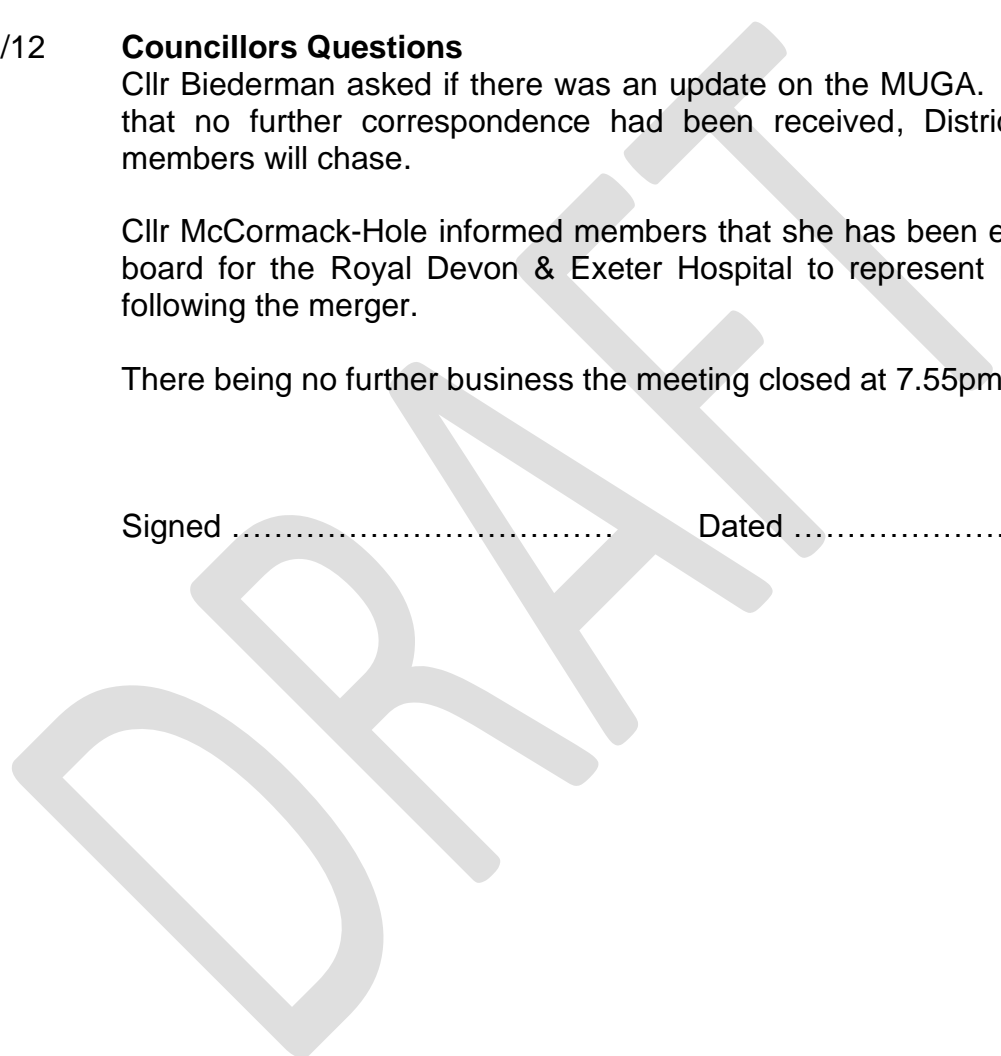 /12 Councillors Questions
Cllr Biederman asked if there was an update on the MUGA.
that no further correspondence had been received,
members will chase.
Cllr McCormack-Hole informed members that she has been
board for the Royal Devon & Exeter Hospital to represent
following the merger.
There being no further business the meeting closed at 7.55pm
Signed ……………………………… Dated …………………
DRAFT